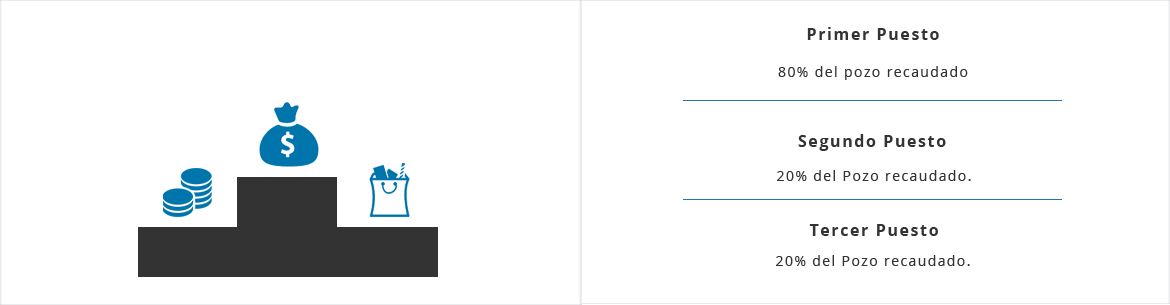 $
Primer Puesto
80% del pozo recaudado
Segundo Puesto
20% del Pozo recaudado.
Tercer Puesto
20% del Pozo recaudado.